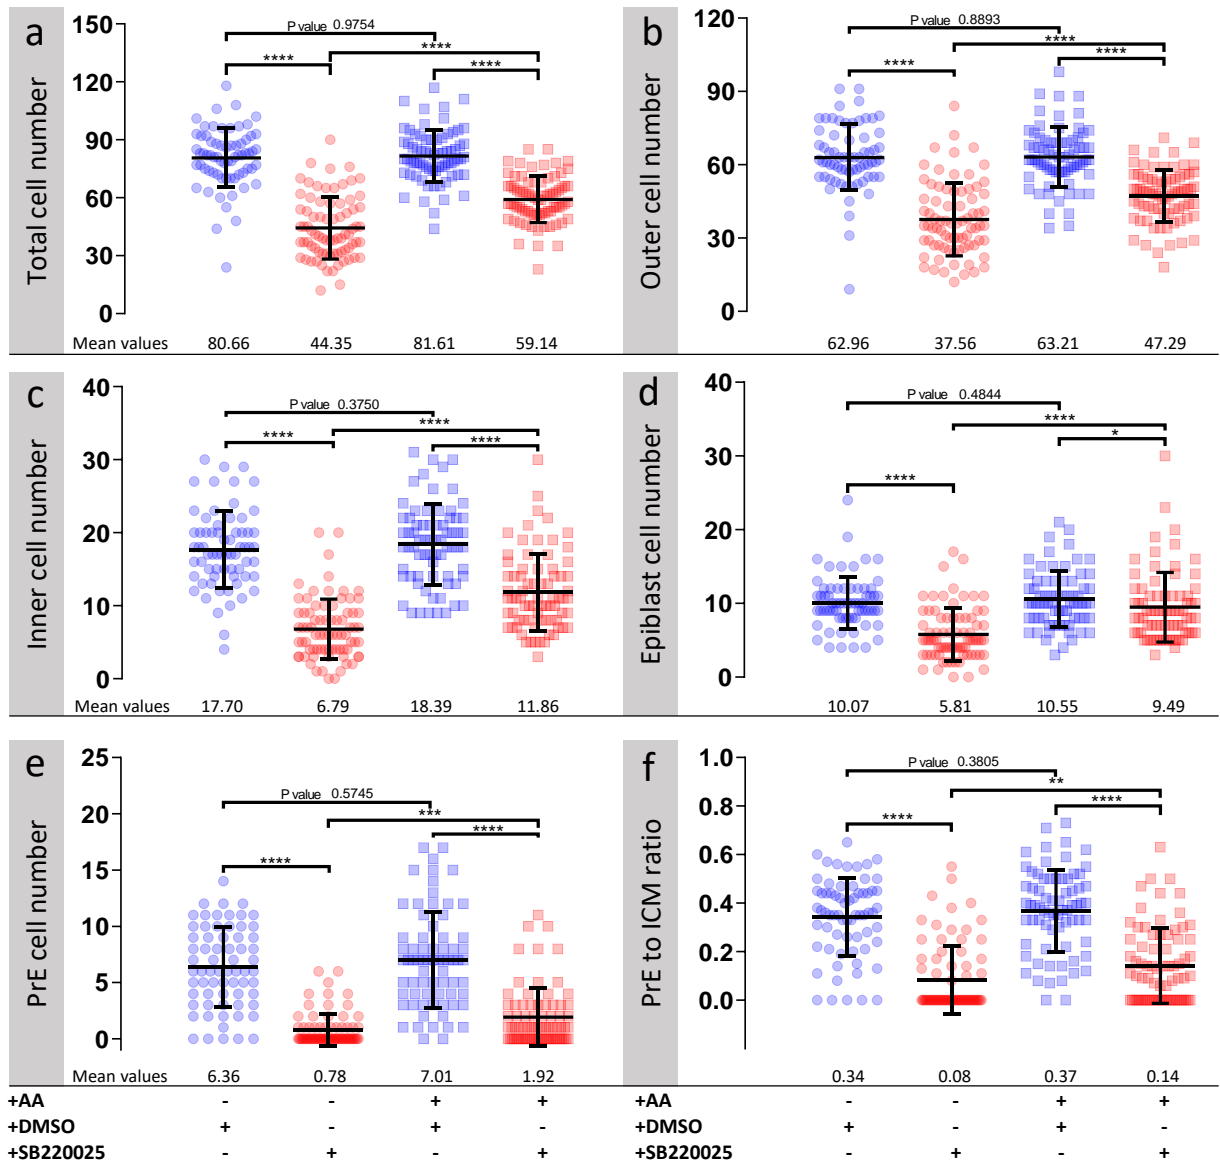 a
Total cell number
150
120
90
60
30
0
P value 0.9754
****
****
****
Mean values 80.66 44.35 81.61 59.14
b
Outer cell number
120
90
60
30
0
P value 0.8893
****
****
****
62.96 37.56 63.21 47.29
c
Inner cell number
40
30
20
10
0
P value 0.3750
****
****
****
Mean values 17.70 6.79 18.39 11.86
d
Epiblast cell number
40
30
20
10
0
P value 0.4844
****
*
****
10.07 5.81 10.55 9.49
e
PrE cell number
25
20
15
10
5
0
P value 0.5745
***
****
****
Mean values 6.36 0.78 7.01 1.92
f
PrE to ICM ratio
1.0
0.8
0.6
0.4
0.2
0.0
P value 0.3805
**
****
****
0.34 0.08 0.37 0.14
+AA - - + +
+DMSO + - + -
+SB220025 - + - +
+AA - - + +
+DMSO + - + -
+SB220025 - + - +